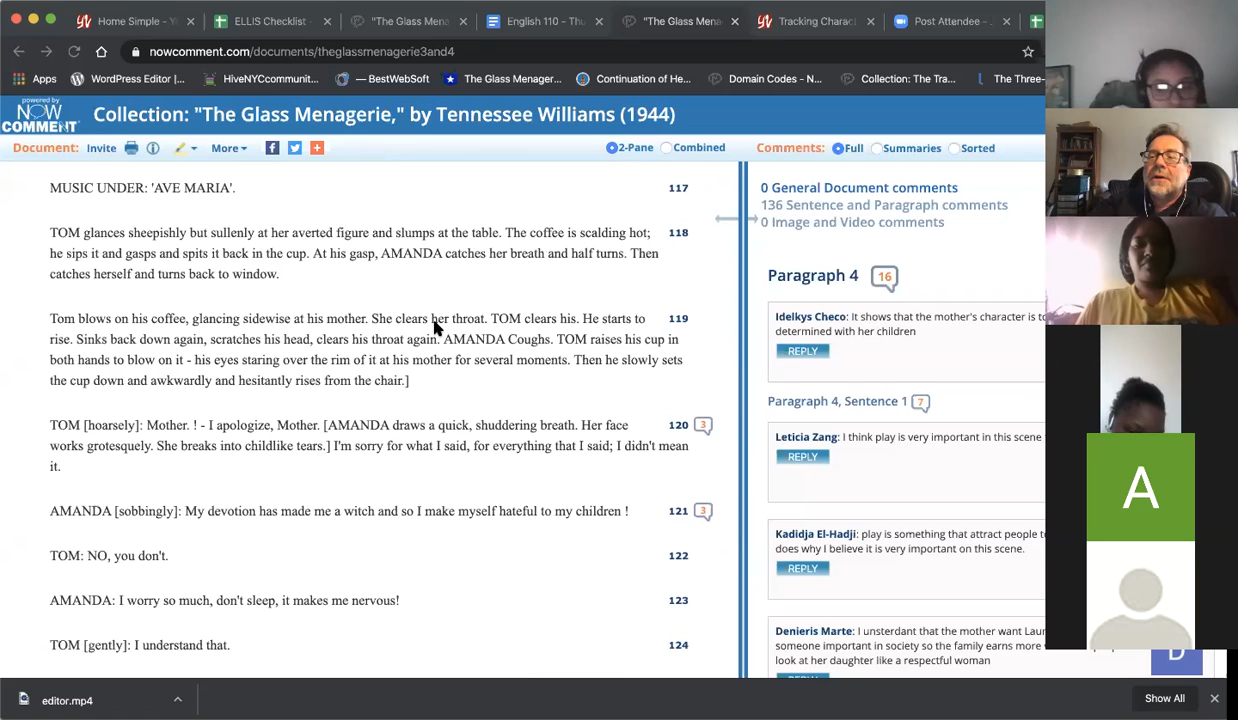 Home Simple - Y
ELLIS Checklist -
"The Glass Mena
English 110 - Thu
"The Glass Mena
Tracking Charac
Post Attendee -
nowcomment.com/documents/theglassmenagerie3and4
Apps
WordPress Editor |...
HiveNYCcommunit...
— BestWebSoft
The Glass Menager...
Continuation of He...
Domain Codes - N...
Collection: The Tra...
The Three-
powered by
NOW
COMMENT
Collection: "The Glass Menagerie," by Tennessee Williams (1944)
Document: Invite More
2-Pane Combined
Comments: Full Summaries Sorted
MUSIC UNDER: 'AVE MARIA'. 117
TOM glances sheepishly but sullenly at her averted figure and slumps at the table. The coffee is scalding hot; 118
he sips it and gasps and spits it back in the cup. At his gasp, AMANDA catches her breath and half turns. Then
catches herself and turns back to window.
Tom blows on his coffee, glancing sidewise at his mother. She clears her throat. TOM clears his. He starts to 119
rise. Sinks back down again, scratches his head, clears his throat again. AMANDA Coughs. TOM raises his cup in
both hands to blow on it - his eyes staring over the rim of it at his mother for several moments. Then he slowly sets
the cup down and awkwardly and hesitantly rises from the chair.]
TOM [hoarsely]: Mother. ! - I apologize, Mother. [AMANDA draws a quick, shuddering breath. Her face 120 3
works grotesquely. She breaks into childlike tears.] I'm sorry for what I said, for everything that I said; I didn't mean
it.
AMANDA [sobbingly]: My devotion has made me a witch and so I make myself hateful to my children ! 121 3
TOM: NO, you don't. 122
AMANDA: I worry so much, don't sleep, it makes me nervous! 123
TOM [gently]: I understand that. 124
0 General Document comments
136 Sentence and Paragraph comments
0 Image and Video comments
Paragraph 4 16
Idelkys Checo: It shows that the mother's character is to
determined with her children
REPLY
Paragraph 4, Sentence 1 7
Leticia Zang: I think play is very important in this scene
REPLY
Kadidja El-Hadji: play is something that attract people to
does why I believe it is very important on this scene.
REPLY
Denieris Marte: I unsterdant that the mother want Lau
someone important in society so the family earns more
look at her daughter like a respectful woman
A
editor.mp4
Show All